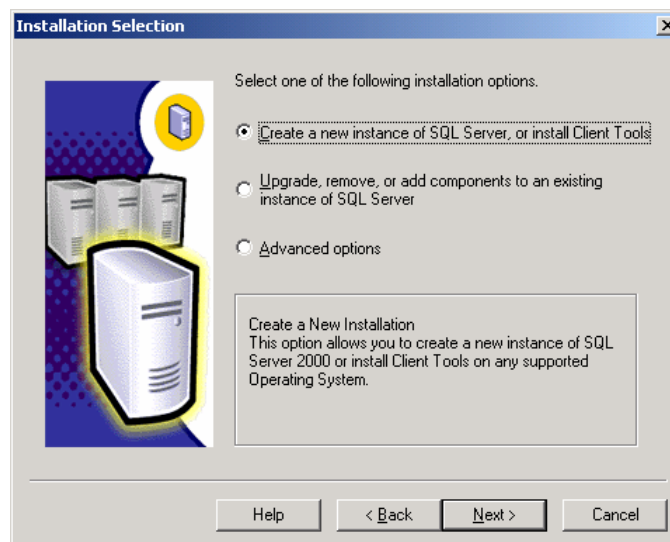 Installation Selection
Select one of the following installation options.
Create a new instance of SQL Server, or install Client Tools
Upgrade, remove, or add components to an existing
instance of SQL Server
Advanced options
Create a New Installation
This option allows you to create a new instance of SQL
Server 2000 or install Client Tools on any supported
Operating System.
Help
< Back
Next >
Cancel